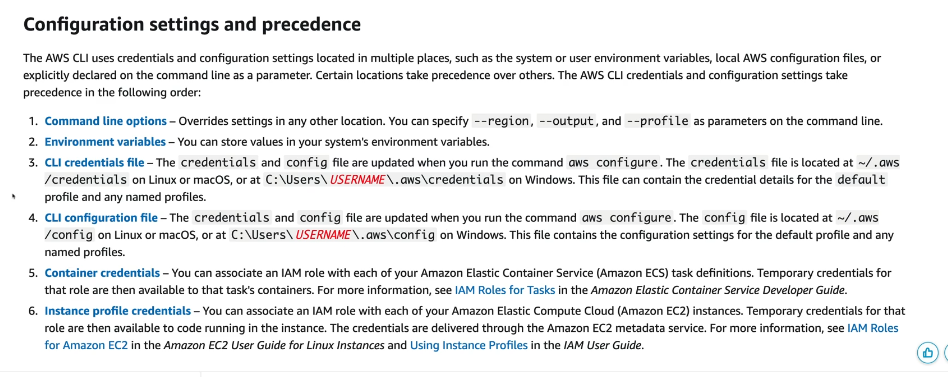 Configuration settings and precedence
The AWS CLI uses credentials and configuration settings located in multiple places, such as the system or user environment variables, local AWS configuration files, or
explicitly declared on the command line as a parameter. Certain locations take precedence over others. The AWS CLI credentials and configuration settings take
precedence in the following order:
1. Command line options – Overrides settings in any other location. You can specify --region, --output, and --profile as parameters on the command line.
2. Environment variables – You can store values in your system's environment variables.
3. CLI credentials file – The credentials and config file are updated when you run the command aws configure. The credentials file is located at ~/.aws
/credentials on Linux or macOS, or at C:\Users\USERNAME\.aws\credentials on Windows. This file can contain the credential details for the default
profile and any named profiles.
4. CLI configuration file – The credentials and config file are updated when you run the command aws configure. The config file is located at ~/.aws
/config on Linux or macOS, or at C:\Users\USERNAME\.aws\config on Windows. This file contains the configuration settings for the default profile and any
named profiles.
5. Container credentials – You can associate an IAM role with each of your Amazon Elastic Container Service (Amazon ECS) task definitions. Temporary credentials for
that role are then available to that task's containers. For more information, see IAM Roles for Tasks in the Amazon Elastic Container Service Developer Guide.
6. Instance profile credentials – You can associate an IAM role with each of your Amazon Elastic Compute Cloud (Amazon EC2) instances. Temporary credentials for that
role are then available to code running in the instance. The credentials are delivered through the Amazon EC2 metadata service. For more information, see IAM Roles
for Amazon EC2 in the Amazon EC2 User Guide for Linux Instances and Using Instance Profiles in the IAM User Guide.